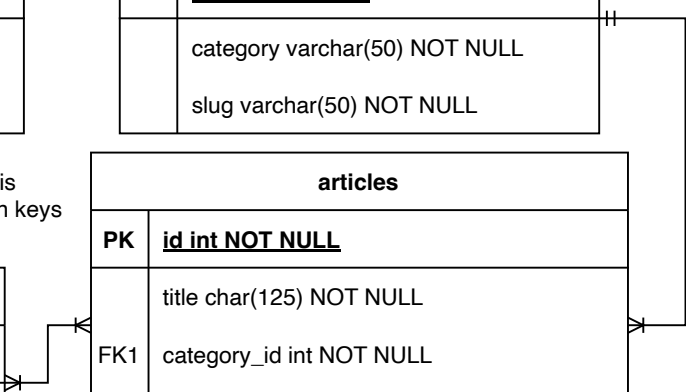 category varchar(50) NOT NULL
slug varchar(50) NOT NULL
is
keys
articles
PK id int NOT NULL
title char(125) NOT NULL
FK1 category_id int NOT NULL